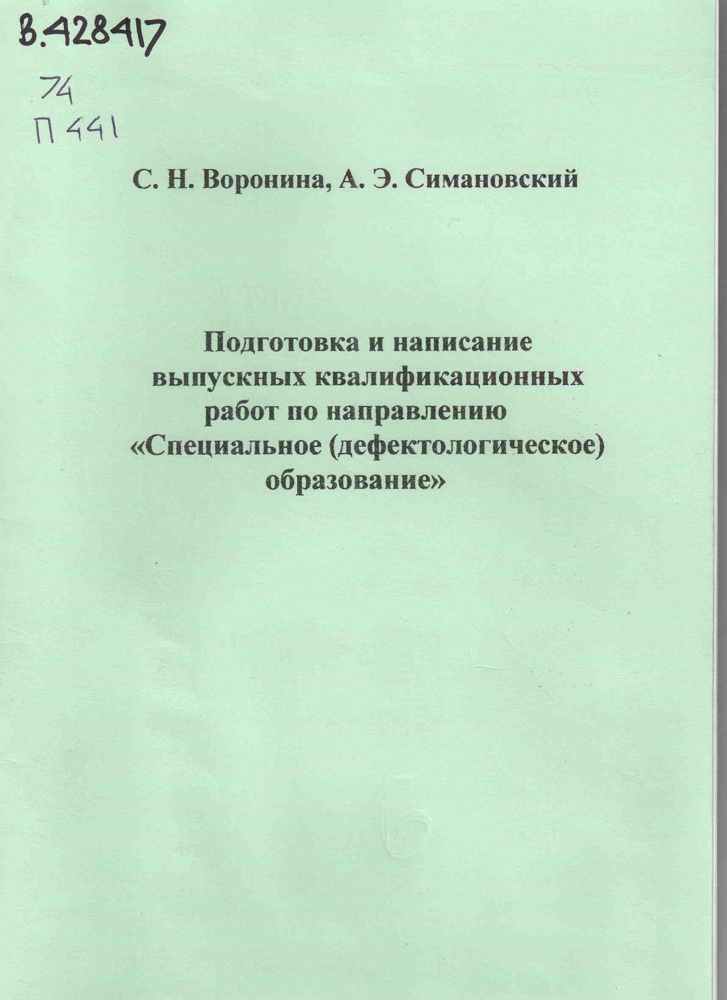 В.428417
74
П 441
С. Н. Воронина, А. Э. Симановский
Подготовка и написание
выпускных квалификационных
работ по направлению
«Специальное (дефектологическое)
образование»